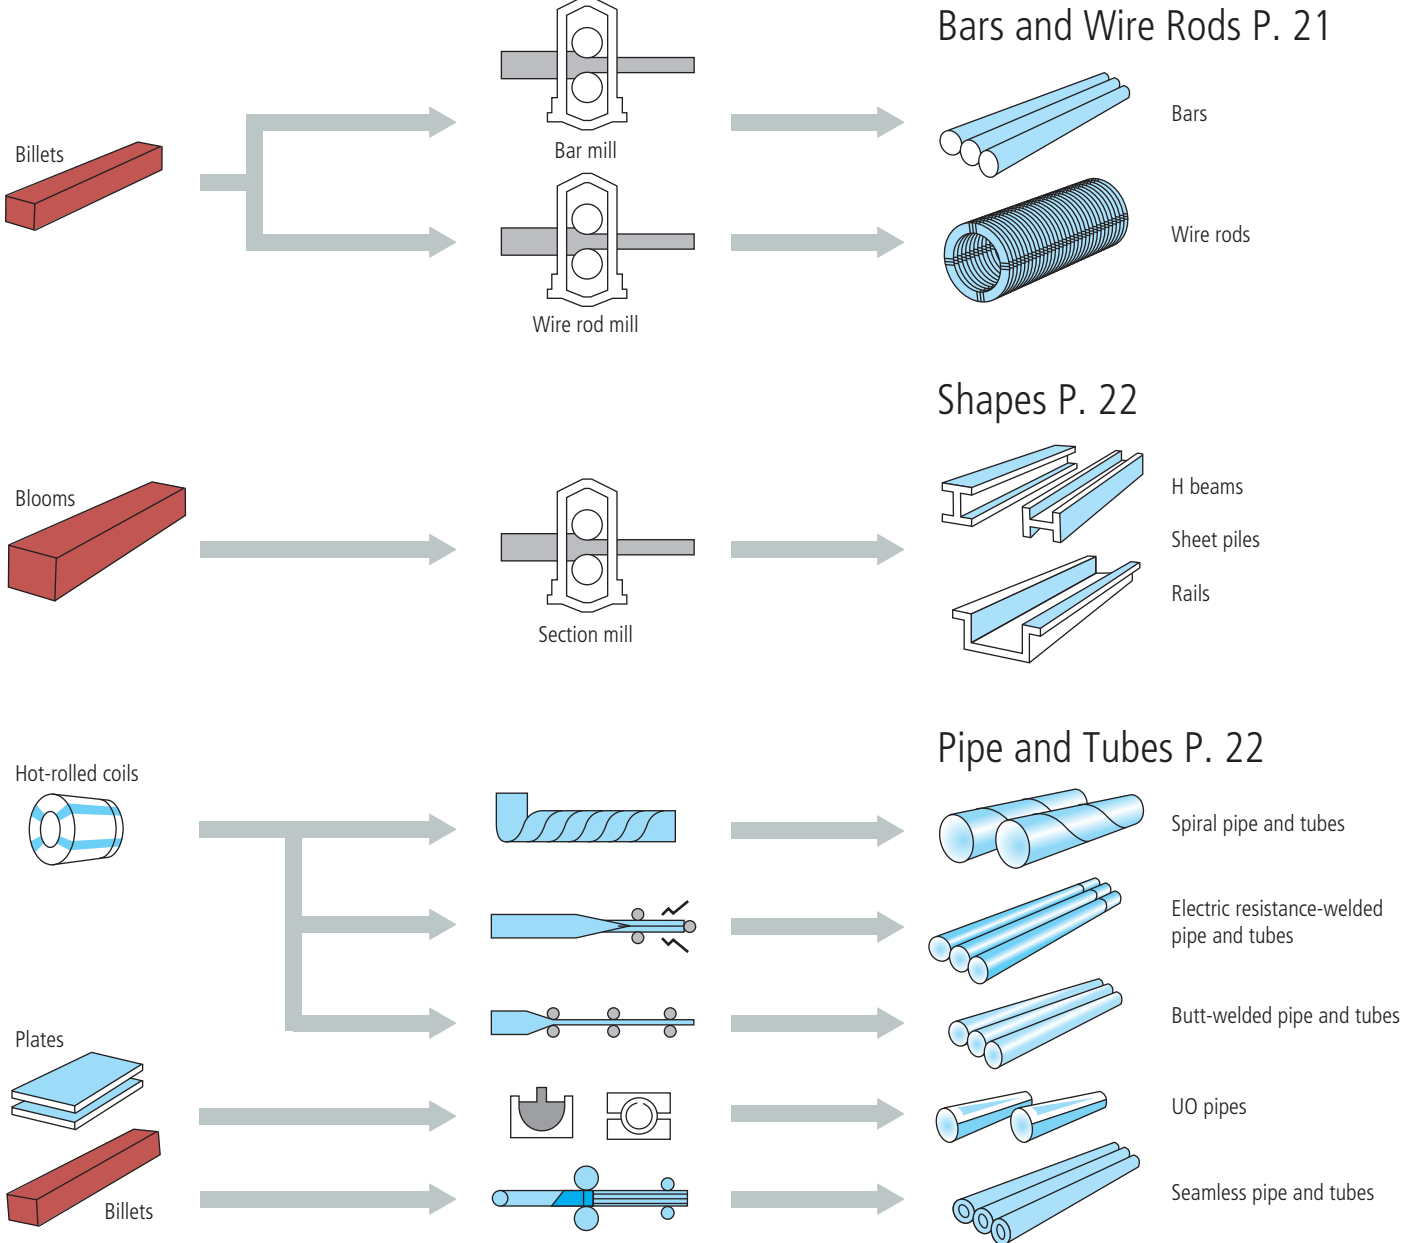 Bars and Wire Rods P. 21
Billets
Bar mill
Bars
Wire rod mill
Wire rods
Shapes P. 22
Blooms
Section mill
H beams
Sheet piles
Rails
Pipe and Tubes P. 22
Hot-rolled coils
Spiral pipe and tubes
Electric resistance-welded
pipe and tubes
Butt-welded pipe and tubes
Plates
UO pipes
Billets
Seamless pipe and tubes